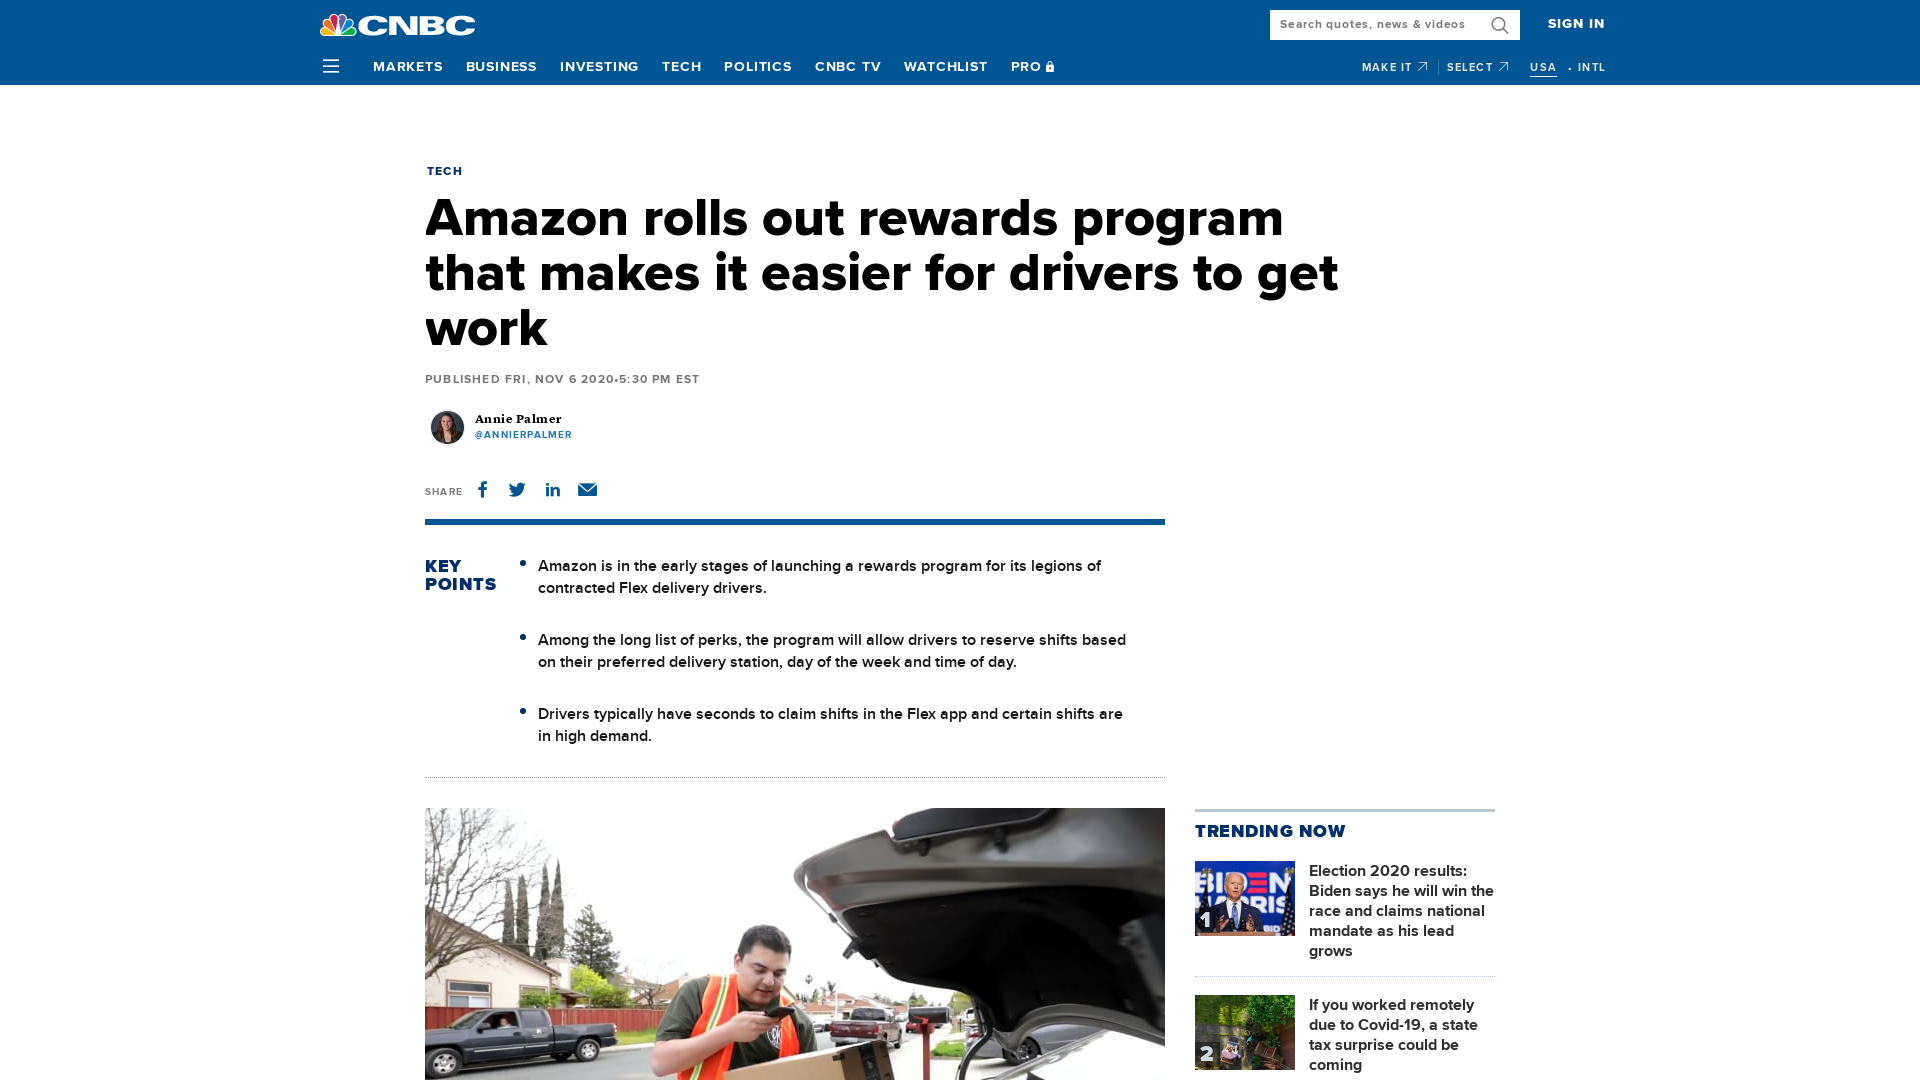 CNBC
Search quotes, news & videos
SIGN IN
MARKETS
BUSINESS
INVESTING
TECH
POLITICS
CNBC TV
WATCHLIST
PRO
MAKE IT
SELECT
USA
• INTL
TECH
Amazon rolls out rewards program
that makes it easier for drivers to get
work
PUBLISHED FRI, NOV 6 2020•5:30 PM EST
Annie Palmer
@ANNIERPALMER
SHARE
KEY
POINTS
Amazon is in the early stages of launching a rewards program for its legions of
contracted Flex delivery drivers.
Among the long list of perks, the program will allow drivers to reserve shifts based
on their preferred delivery station, day of the week and time of day.
Drivers typically have seconds to claim shifts in the Flex app and certain shifts are
in high demand.
TRENDING NOW
BIDEN
1
Election 2020 results:
Biden says he will win the
race and claims national
mandate as his lead
grows
2
If you worked remotely
due to Covid-19, a state
tax surprise could be
coming